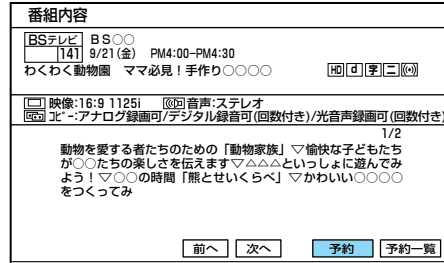 番組内容
BSテレビ BS○○
141 9/21(金) PM4:00-PM4:30
わくわく動物園 ママ必見!手作り○○○○ HD d 字 二
映像:16:9 1125i 音声:ステレオ
コピー:アナログ録画可/デジタル録音可(回数付き)/光音声録画可(回数付き)
1/2
動物を愛する者たちのための「動物家族」▽愉快な子どもたち
が○○たちの楽しさを伝えます▽△△△といっしょに遊んでみ
よう!▽○○の時間「熊とせいくらべ」▽かわいい○○○○
をつくってみ
前へ 次へ 予約 予約一覧